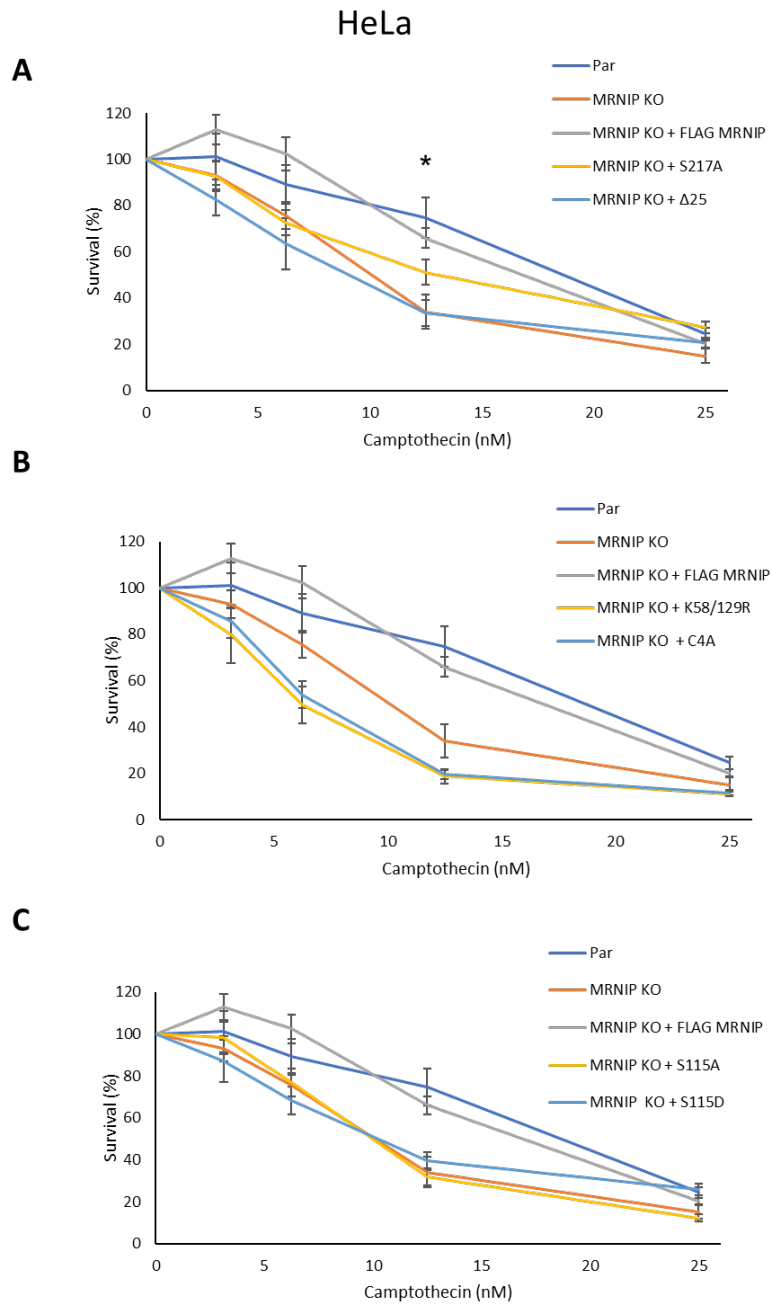 HeLa
A
Par
MRNIP KO
MRNIP KO + FLAG MRNIP
MRNIP KO + S217A
MRNIP KO + Δ25
*
120
100
80
60
40
20
0
Survival (%)
0 5 10 15 20 25
Camptothecin (nM)
B
Par
MRNIP KO
MRNIP KO + FLAG MRNIP
MRNIP KO + K58/129R
MRNIP KO + C4A
120
100
80
60
40
20
0
Survival (%)
0 5 10 15 20 25
Camptothecin (nM)
C
Par
MRNIP KO
MRNIP KO + FLAG MRNIP
MRNIP KO + S115A
MRNIP KO + S115D
120
100
80
60
40
20
0
Survival (%)
0 5 10 15 20 25
Camptothecin (nM)